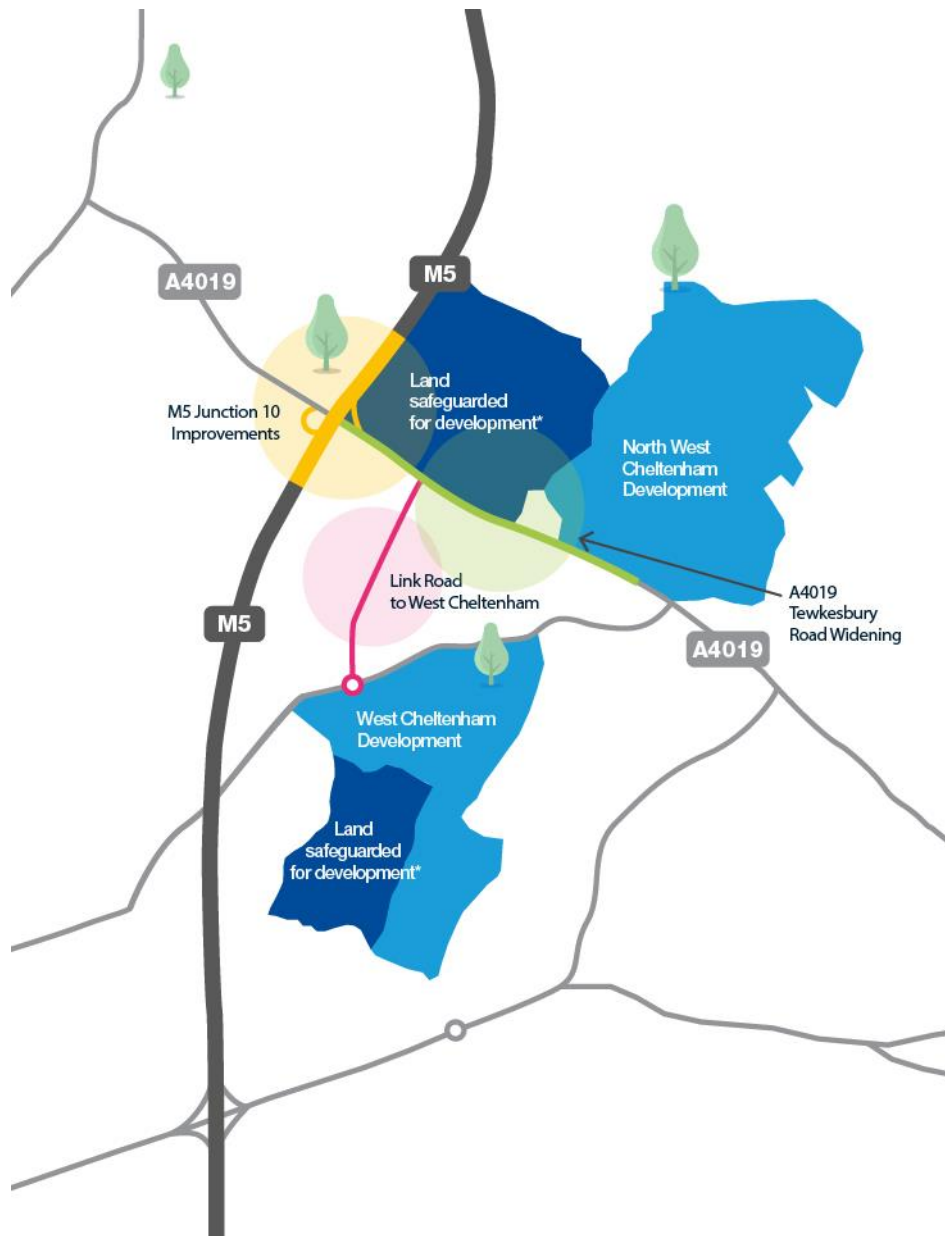 M5
A4019
Land
safeguarded
for development*
M5 Junction 10
Improvements
North West
Cheltenham
Development
Link Road
to West Cheltenham
A4019
Tewkesbury
Road Widening
M5
A4019
West Cheltenham
Development
Land
safeguarded
for development*